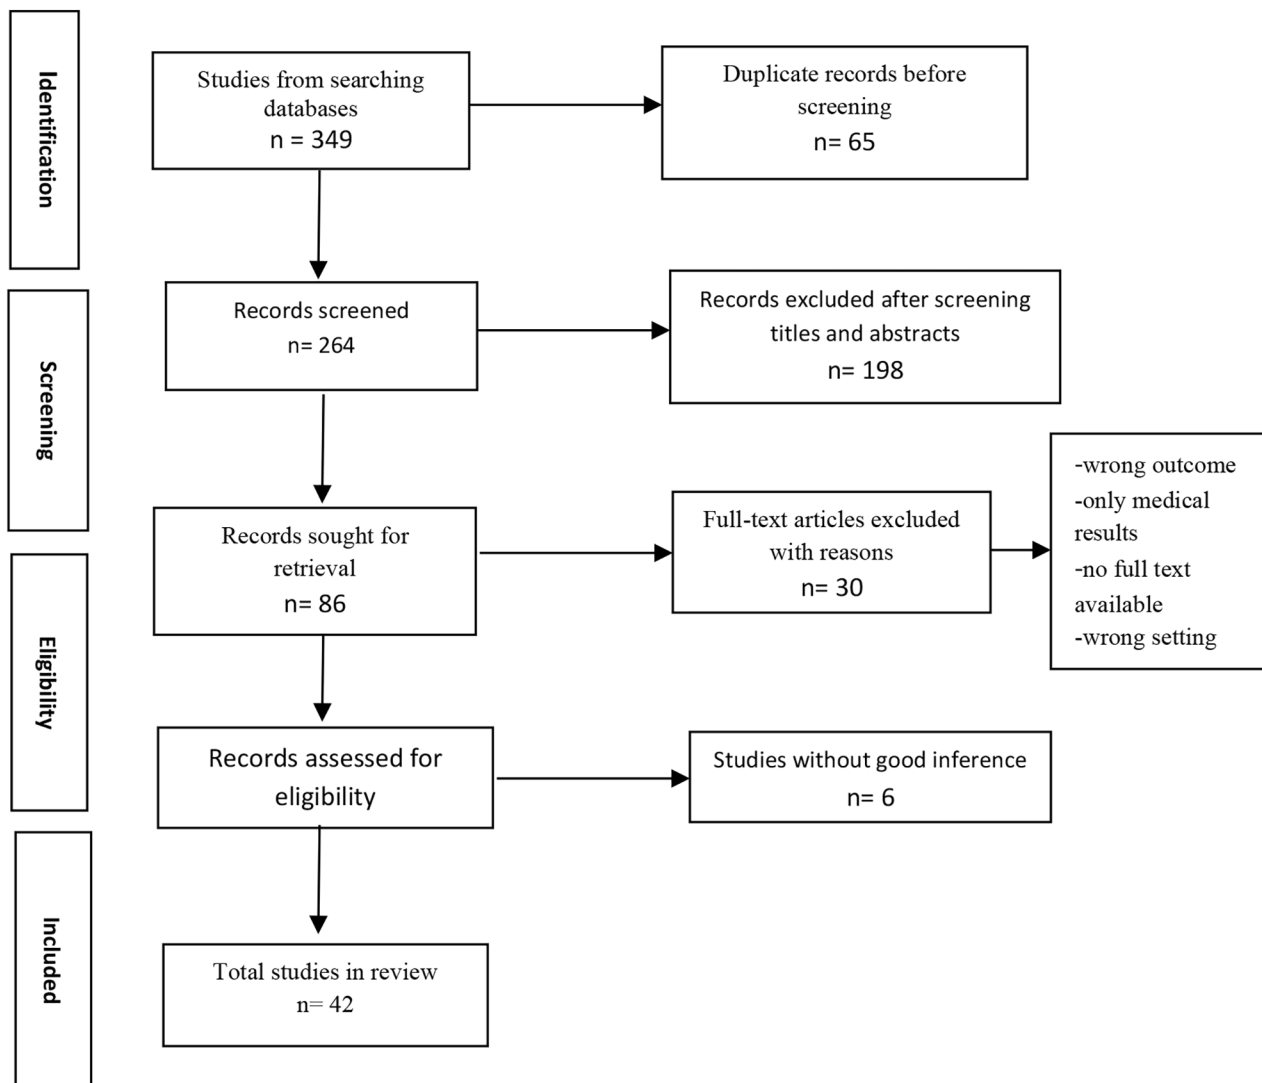 Identification
Studies from searching
databases
n = 349
Duplicate records before
screening
n= 65
Screening
Records screened
n= 264
Records excluded after screening
titles and abstracts
n= 198
Records sought for
retrieval
n= 86
Full-text articles excluded
with reasons
n= 30
-wrong outcome
-only medical
results
-no full text
available
-wrong setting
Eligibility
Records assessed for
eligibility
Studies without good inference
n= 6
Included
Total studies in review
n= 42